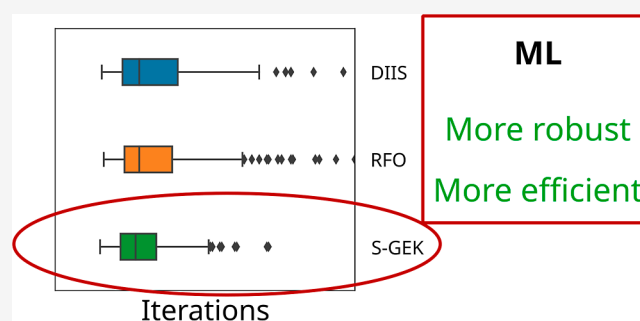 DIIS
RFO
S-GEK
Iterations
ML
More robust
More efficient